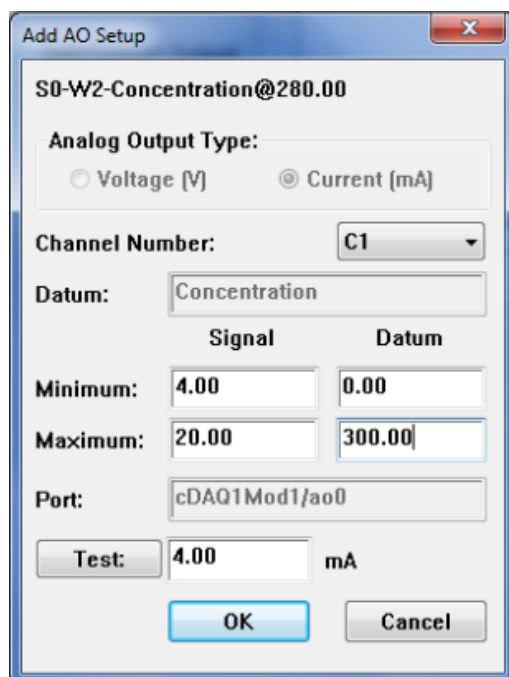 Add AO Setup
S0-W2-Concentration@280.00
Analog Output Type:
Voltage (V) Current (mA)
Channel Number: C1
Datum: Concentration
Signal Datum
Minimum: 4.00 0.00
Maximum: 20.00 300.00
Port: cDAQ1Mod1/ao0
Test: 4.00 mA
OK Cancel